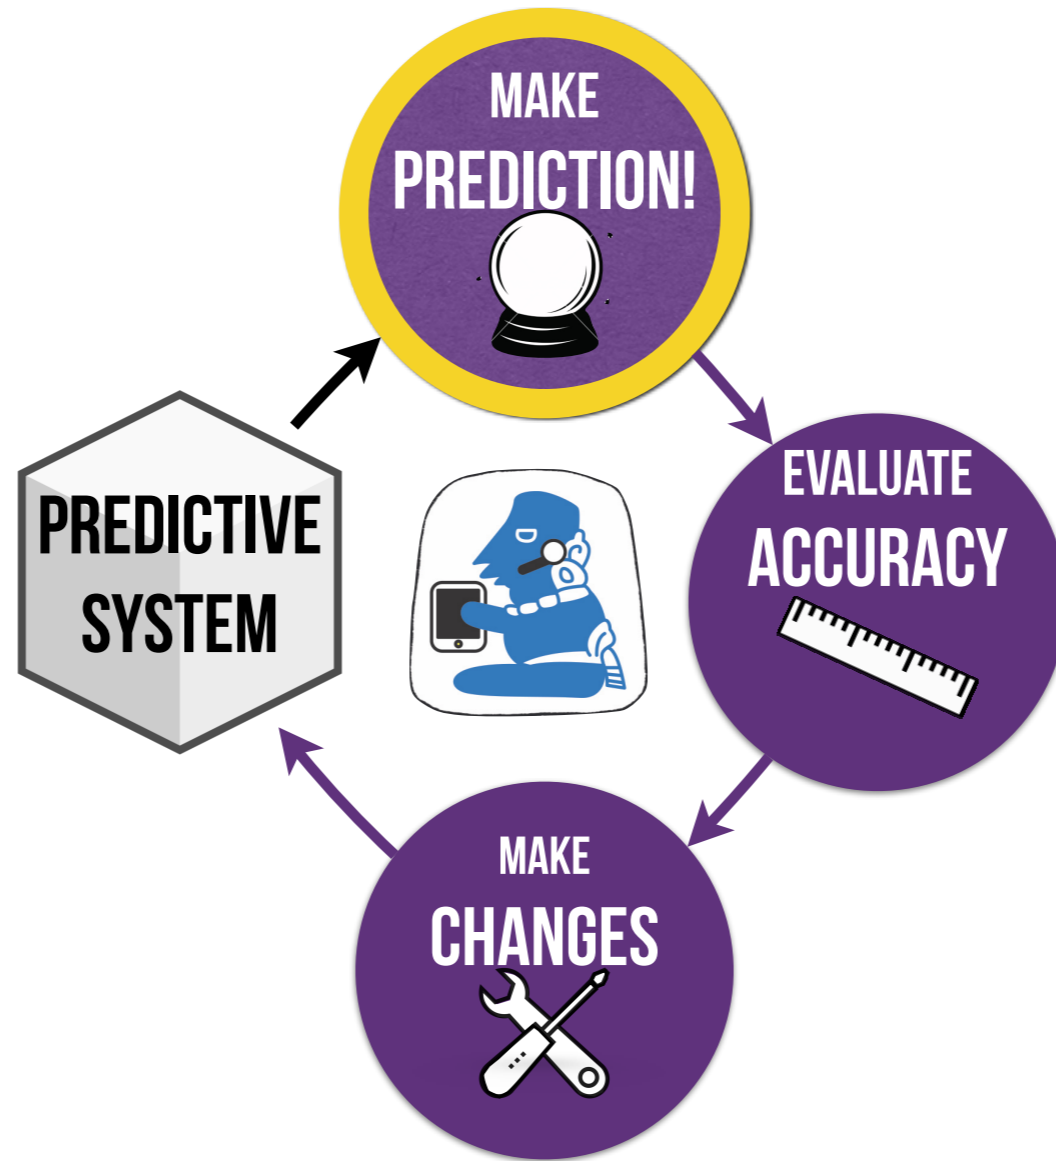 MAKE
PREDICTION!
EVALUATE
ACCURACY
MAKE
CHANGES
PREDICTIVE
SYSTEM